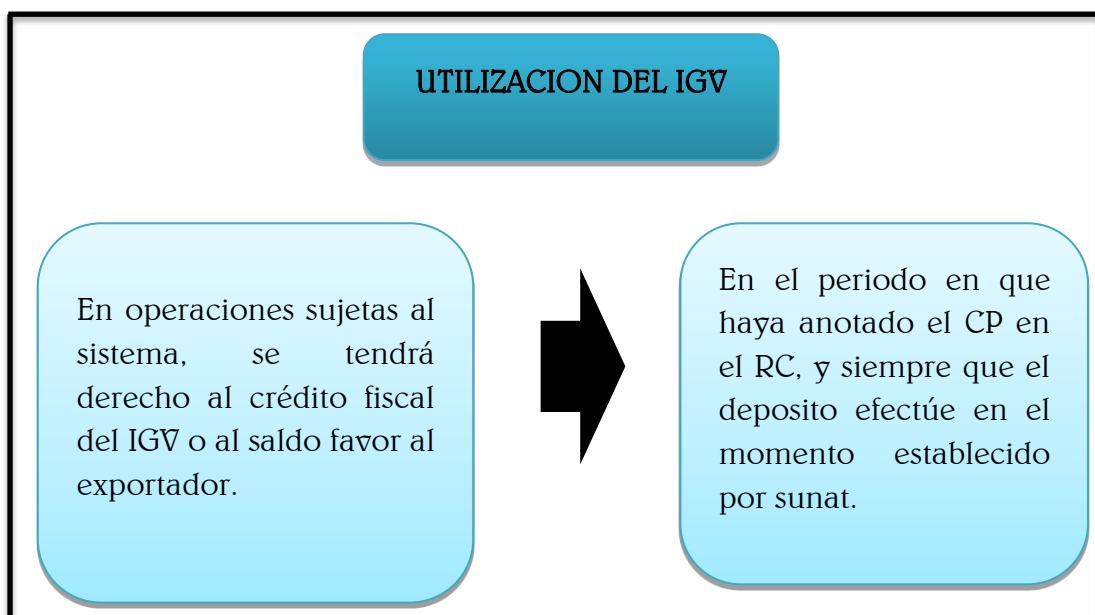 UTILIZACION DEL IGV
En operaciones sujetas al
sistema, se tendrá
derecho al crédito fiscal
del IGV o al saldo favor al
exportador.
En el periodo en que
haya anotado el CP en
el RC, y siempre que el
deposito efectúe en el
momento establecido
por sunat.